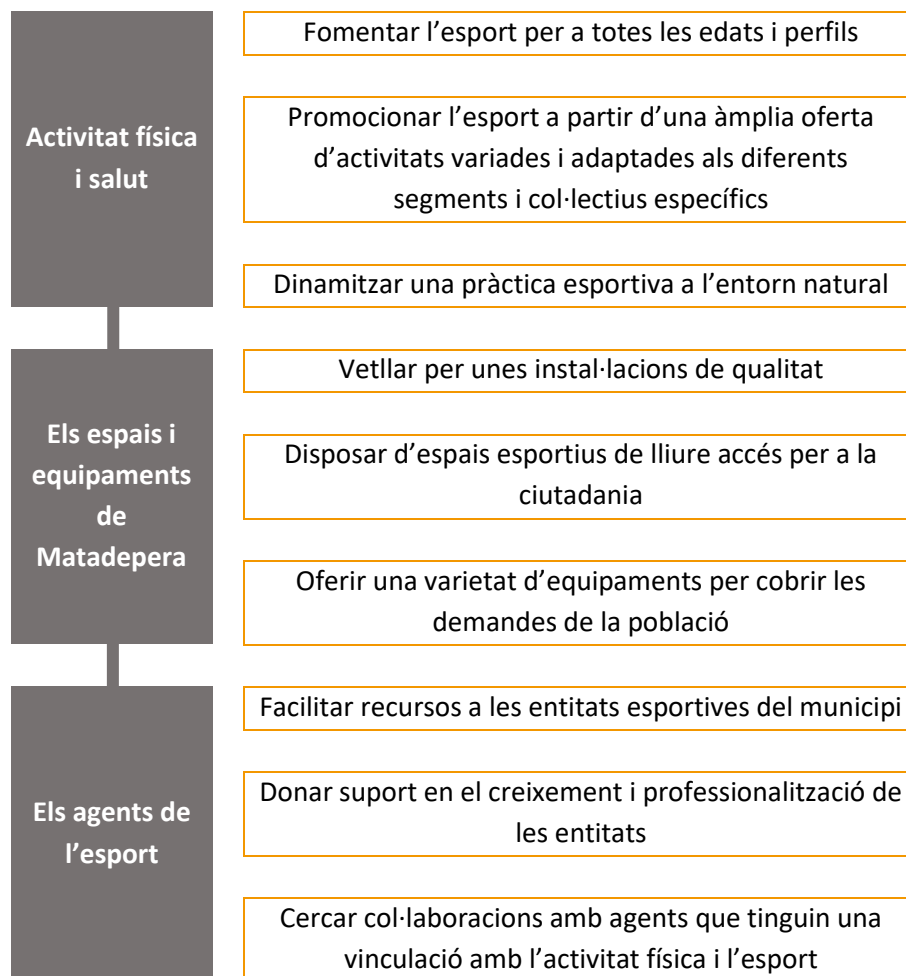 Activitat física
i salut
Fomentar l’esport per a totes les edats i perfils
Promocionar l’esport a partir d’una àmplia oferta
d’activitats variades i adaptades als diferents
segments i col·lectius específics
Dinamitzar una pràctica esportiva a l’entorn natural
Els espais i
equipaments
de
Matadepera
Vetllar per unes instal·lacions de qualitat
Disposar d’espais esportius de lliure accés per a la
ciutadania
Oferir una varietat d’equipaments per cobrir les
demandes de la població
Els agents de
l’esport
Facilitar recursos a les entitats esportives del municipi
Donar suport en el creixement i professionalització de
les entitats
Cercar col·laboracions amb agents que tinguin una
vinculació amb l’activitat física i l’esport